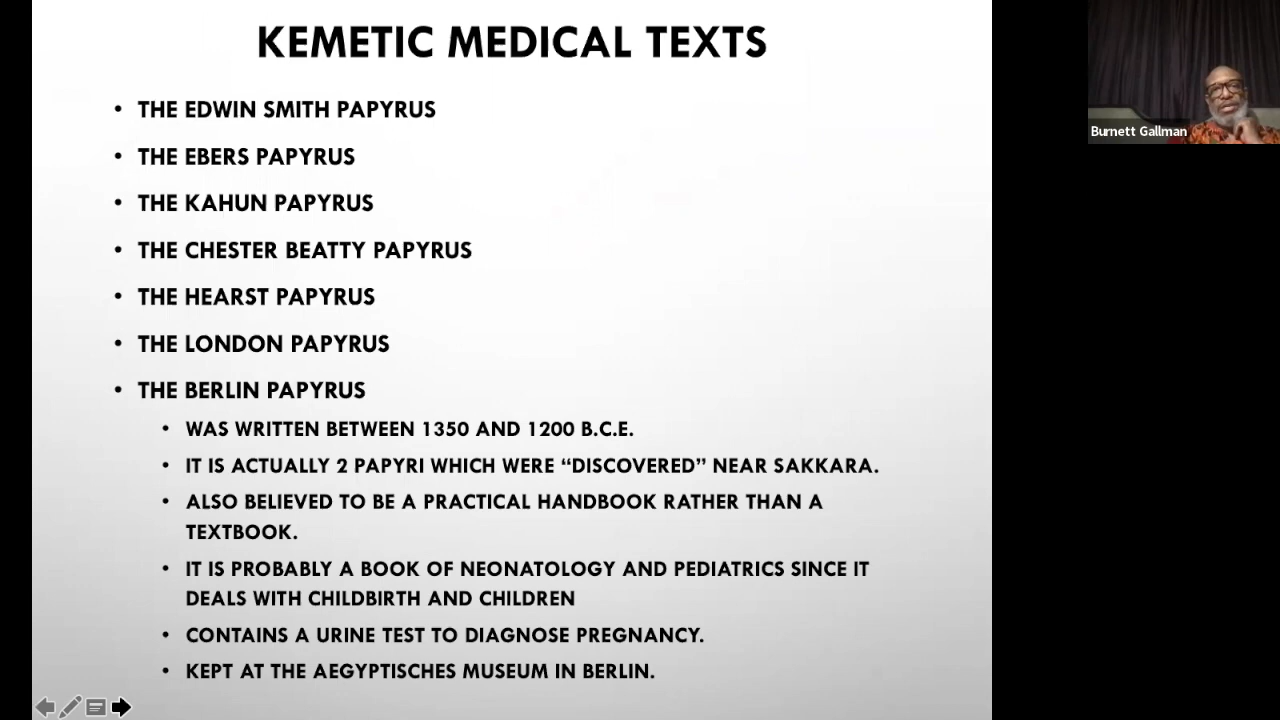 KEMETIC MEDICAL TEXTS
• THE EDWIN SMITH PAPYRUS
• THE EBERS PAPYRUS
• THE KAHUN PAPYRUS
• THE CHESTER BEATTY PAPYRUS
• THE HEARST PAPYRUS
• THE LONDON PAPYRUS
• THE BERLIN PAPYRUS
• WAS WRITTEN BETWEEN 1350 AND 1200 B.C.E.
• IT IS ACTUALLY 2 PAPYRI WHICH WERE “DISCOVERED” NEAR SAKKARA.
• ALSO BELIEVED TO BE A PRACTICAL HANDBOOK RATHER THAN A
TEXTBOOK.
• IT IS PROBABLY A BOOK OF NEONATOLOGY AND PEDIATRICS SINCE IT
DEALS WITH CHILDBIRTH AND CHILDREN
• CONTAINS A URINE TEST TO DIAGNOSE PREGNANCY.
• KEPT AT THE AEGYPTISCHES MUSEUM IN BERLIN.
Burnett Gallman